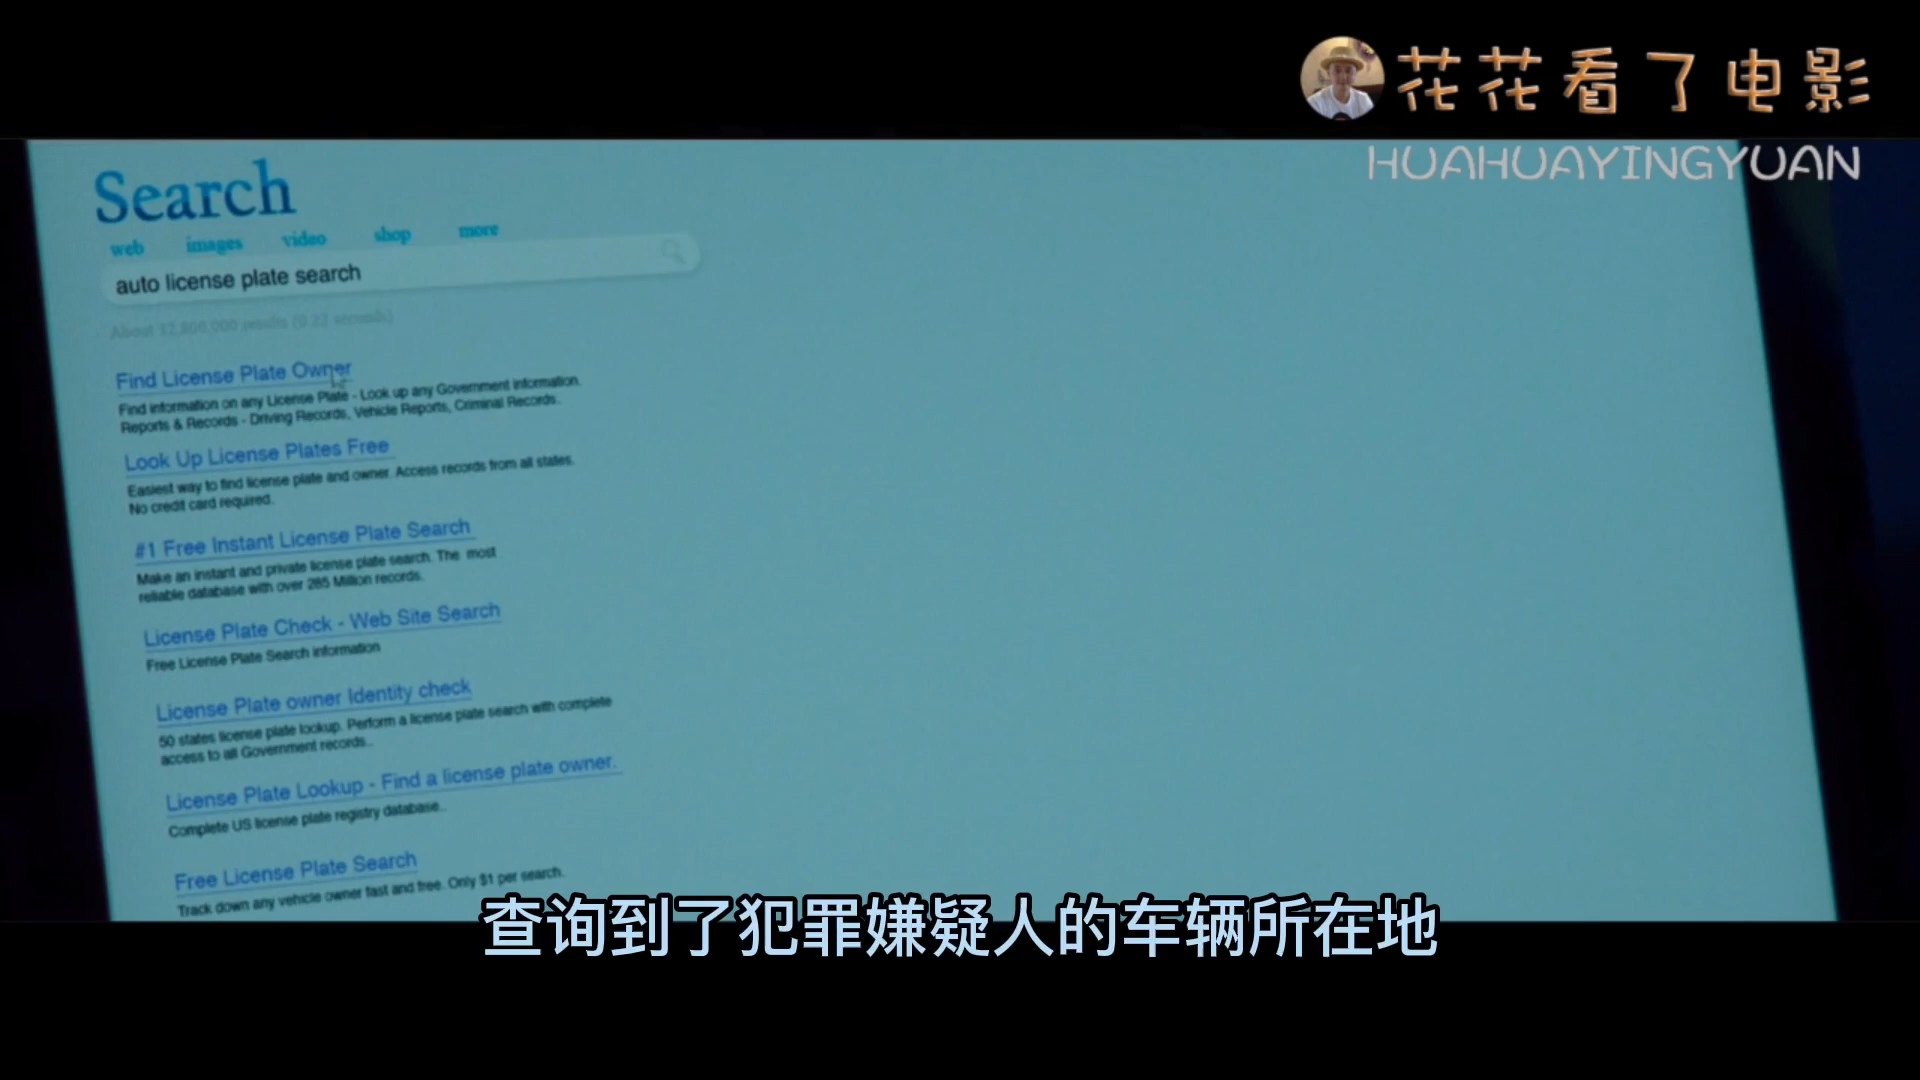 花花看了电影
HUAHUAYINGYUAN
Search
web images video shop more
auto license plate search
About 32,800,000 results (0.22 seconds)
Find License Plate Owner
Find information on any License Plate - Look up any Government information.
Reports & Records - Driving Records, Vehicle Reports, Criminal Records.
Look Up License Plates Free
Easiest way to find license plate and owner. Access records from all states.
No credit card required.
#1 Free Instant License Plate Search
Make an instant and private license plate search. The most
reliable database with over 285 Million records.
License Plate Check - Web Site Search
Free License Plate Search information
License Plate owner Identity check
50 states license plate lookup. Perform a license plate search with complete
access to all Government records..
License Plate Lookup - Find a license plate owner.
Complete US license plate registry database..
Free License Plate Search
Track down any vehicle owner fast and free. Only $1 per search.
查询到了犯罪嫌疑人的车辆所在地